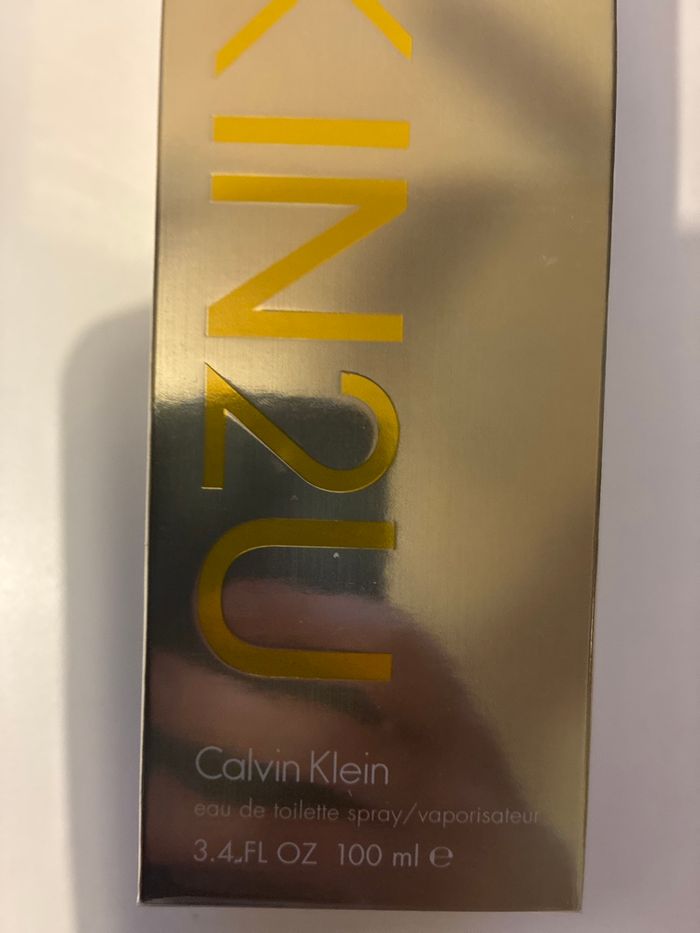 KIN2U
Calvin Klein
eau de toilette spray/vaporisateur
3.4 FL OZ 100 ml ℮